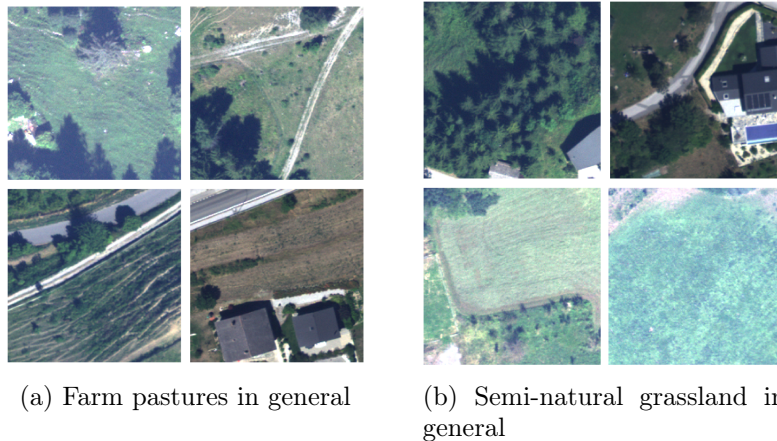 (a) Farm pastures in general
(b) Semi-natural grassland in
general